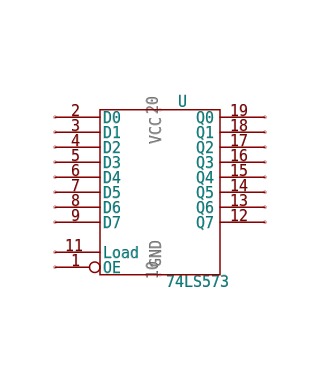 20
U
VCC
2 D0 Q0 19
3 D1 Q1 18
4 D2 Q2 17
5 D3 Q3 16
6 D4 Q4 15
7 D5 Q5 14
8 D6 Q6 13
9 D7 Q7 12
11 Load
1 OE
GND
10
74LS573